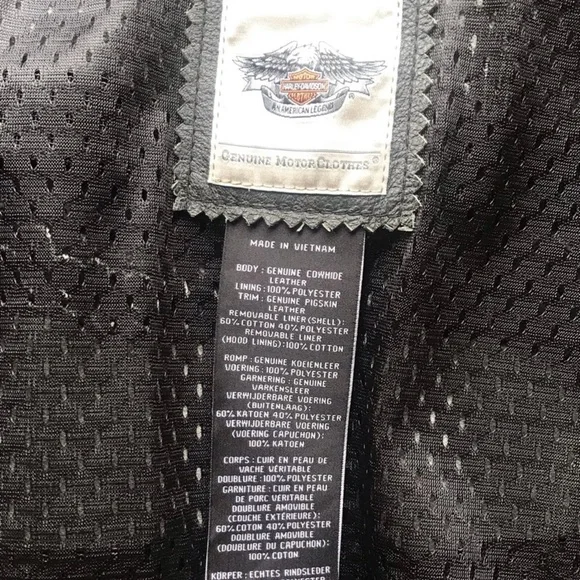 MOTOR
HARLEY-DAVIDSON
CYCLES
AN AMERICAN LEGEND
®
GENUINE MOTORCLOTHES®
MADE IN VIETNAM
BODY : GENUINE COWHIDE
LEATHER
LINING : 100% POLYESTER
TRIM : GENUINE PIGSKIN
LEATHER
REMOVABLE LINER (SHELL) :
60% COTTON 40% POLYESTER
REMOVABLE LINER
(HOOD LINING) : 100% COTTON
ROMP : GENUINE KOEIENLEER
VOERING : 100% POLYESTER
GARNERING : GENUINE
VARKENSLEER
VERWIJDERBARE VOERING
(BUITENLAAG) :
60% KATOEN 40% POLYESTER
VERWIJDERBARE VOERING
(VOERING CAPUCHON) :
100% KATOEN
CORPS : CUIR EN PEAU DE
VACHE VÉRITABLE
DOUBLURE : 100% POLYESTER
GARNITURE : CUIR EN PEAU
DE PORC VERITABLE
DOUBLURE AMOVIBLE
(COUCHE EXTÉRIEURE) :
60% COTON 40% POLYESTER
DOUBLURE AMOVIBLE
(DOUBLURE DU CAPUCHON) :
100% COTON
KÖRPER : ECHTES RINDSLEDER